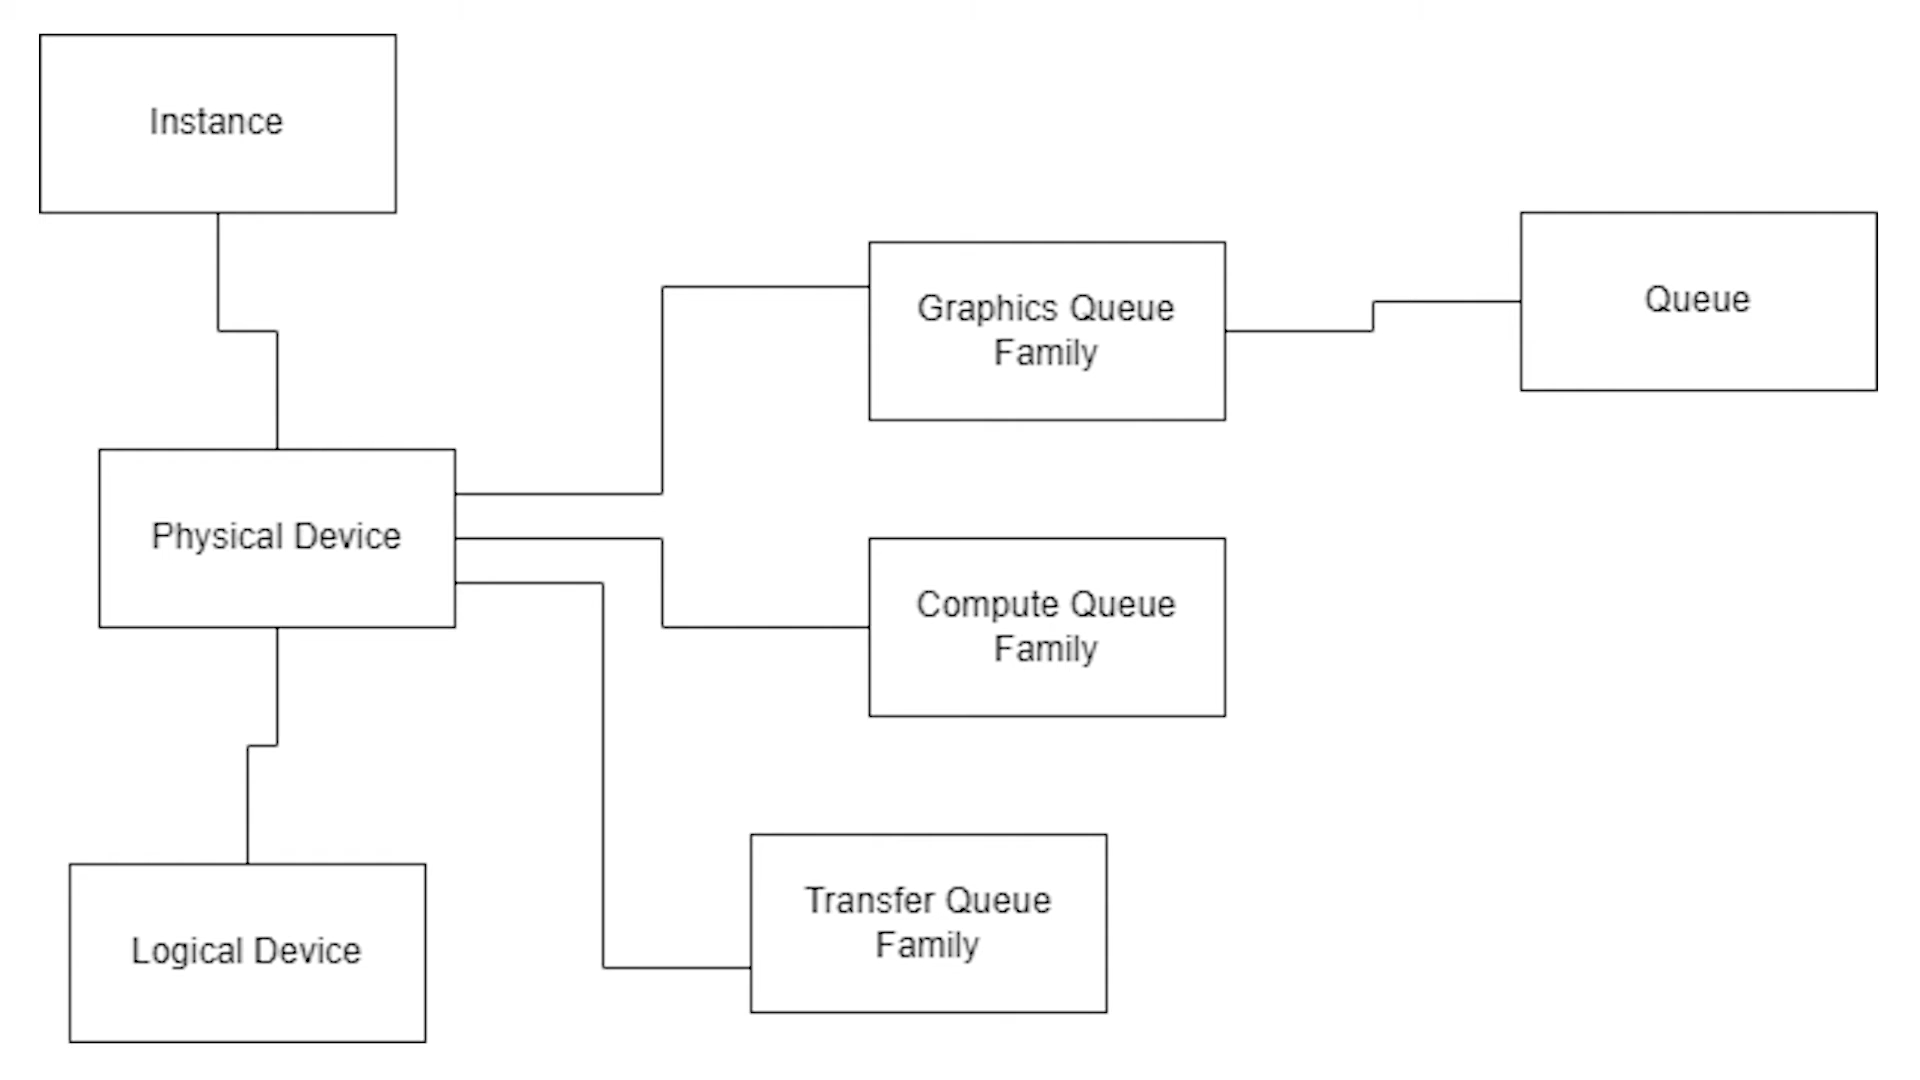 Instance
Graphics Queue
Family
Queue
Physical Device
Compute Queue
Family
Transfer Queue
Family
Logical Device